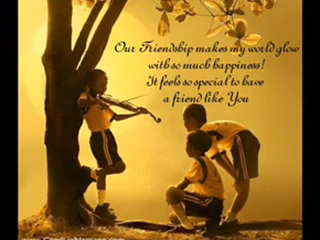 Our Friendship makes my world glow
with so much happiness!
It feels so special to have
a friend like You